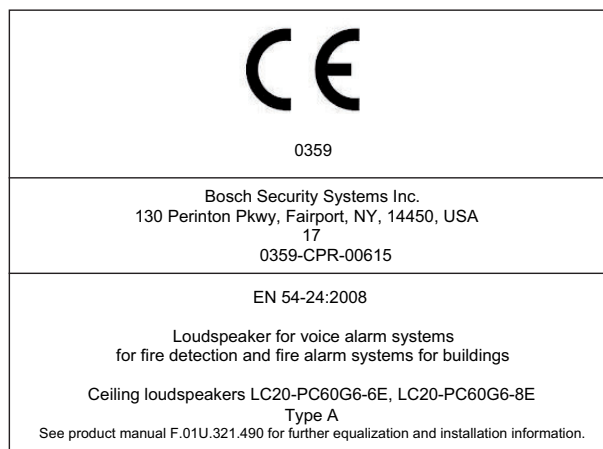 CE
0359
Bosch Security Systems Inc.
130 Perinton Pkwy, Fairport, NY, 14450, USA
17
0359-CPR-00615
EN 54-24:2008
Loudspeaker for voice alarm systems
for fire detection and fire alarm systems for buildings
Ceiling loudspeakers LC20-PC60G6-6E, LC20-PC60G6-8E
Type A
See product manual F.01U.321.490 for further equalization and installation information.